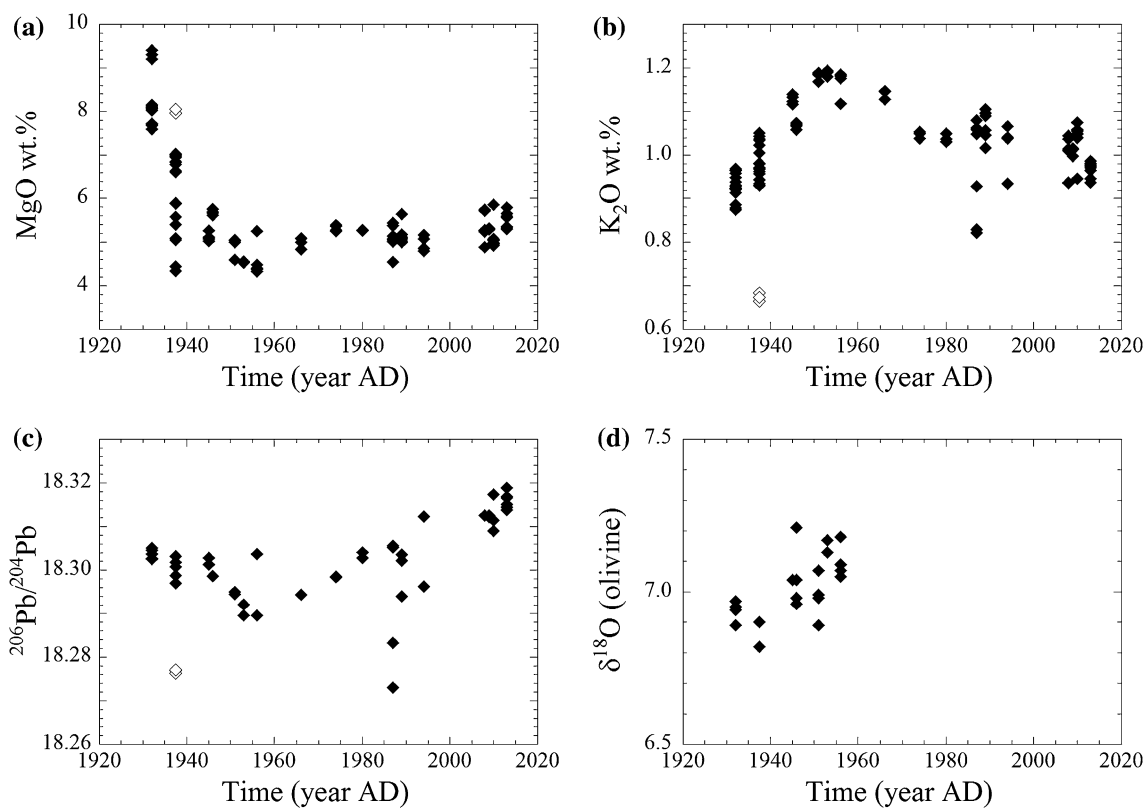 (a)
MgO wt.%
10
8
6
4
1920 1940 1960 1980 2000 2020
Time (year AD)
(b)
K₂O wt.%
1.2
1.0
0.8
0.6
1920 1940 1960 1980 2000 2020
Time (year AD)
(c)
²⁰⁶Pb/²⁰⁴Pb
18.32
18.30
18.28
18.26
1920 1940 1960 1980 2000 2020
Time (year AD)
(d)
δ¹⁸O (olivine)
7.5
7.0
6.5
1920 1940 1960 1980 2000 2020
Time (year AD)